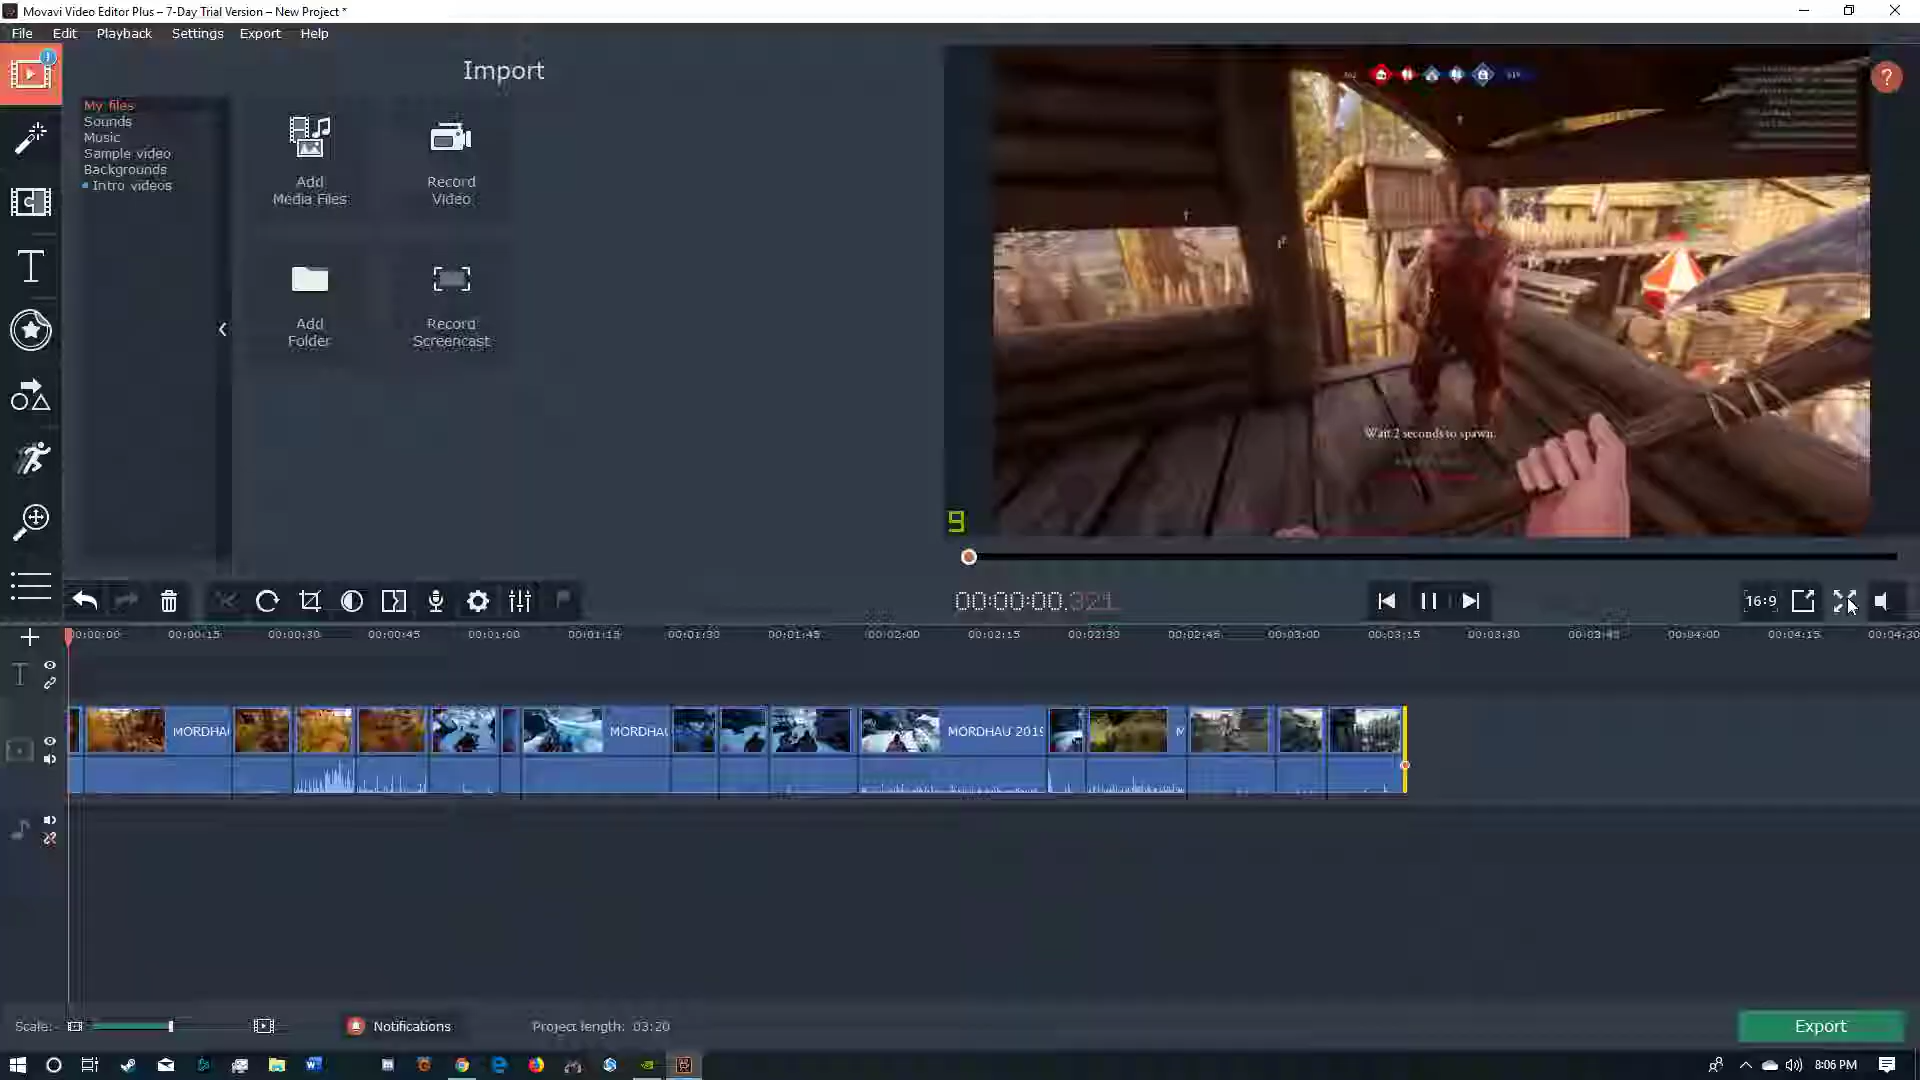 Movavi Video Editor Plus – 7-Day Trial Version – New Project *
File Edit Playback Settings Export Help
Import
My files
Sounds
Music
Sample video
Backgrounds
Intro videos
Add
Media Files
Record
Video
Add
Folder
Record
Screencast
Wait 2 seconds to spawn.
9
00:00:00.321
16:9
00:00:00 00:00:15 00:00:30 00:00:45 00:01:00 00:01:15 00:01:30 00:01:45 00:02:00 00:02:15 00:02:30 00:02:45 00:03:00 00:03:15 00:03:30 00:03:45 00:04:00 00:04:15 00:04:30
MORDHAU MORDHAU MORDHAU 2019 M
Scale: Notifications Project length: 03:20 Export
8:06 PM